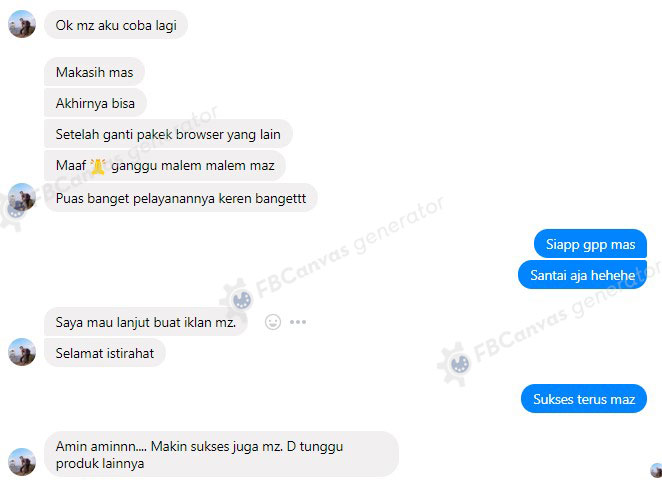 Ok mz aku coba lagi
Makasih mas
Akhirnya bisa
Setelah ganti pakek browser yang lain
Maaf 🙏 ganggu malem malem maz
Puas banget pelayanannya keren bangettt
Siapp gpp mas
Santai aja hehehe
Saya mau lanjut buat iklan mz.
Selamat istirahat
Sukses terus maz
Amin aminnn.... Makin sukses juga mz. D tunggu
produk lainnya
FBCanvas generator
FBCanvas generator
FBCanvas generator